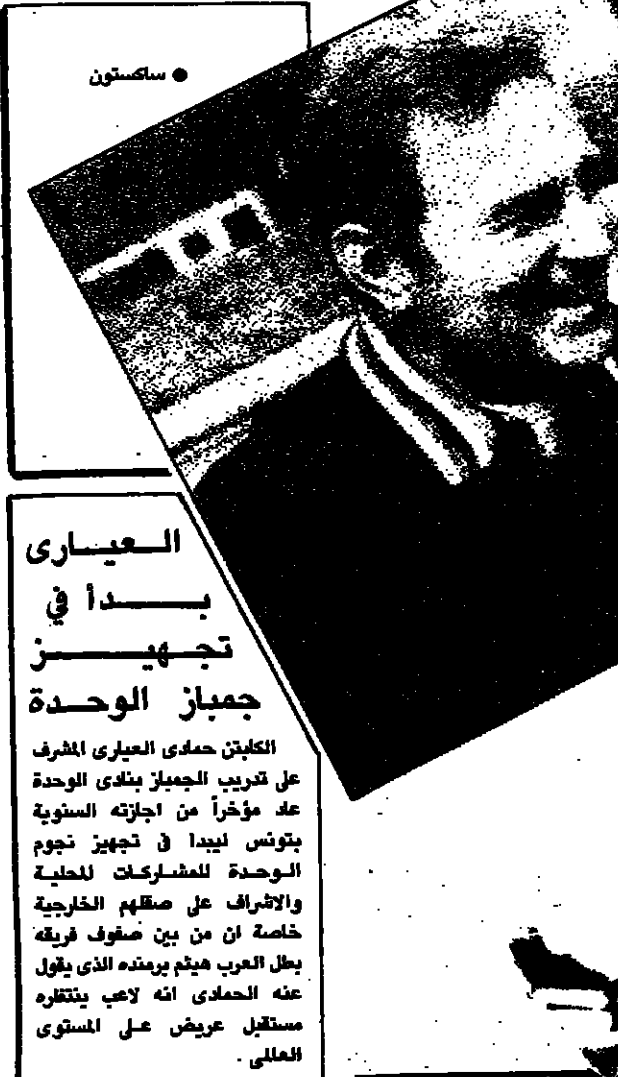 ● ساكستون
العيارى
بدأ في
تجهيز
جمباز الوحدة
الكابتن حمادى العيارى المشرف
على تدريب الجمباز بنادى الوحدة
عاد مؤخراً من اجازته السنوية
بتونس ليبدا في تجهيز نجوم
الوحدة للمشاركات المحلية
والاشراف على صقلهم الخارجية
خاصة ان من بين صفوف فريقه
بطل العرب هيثم برمنده الذى يقول
عنه الحمادى انه لاعب ينتظره
مستقبل عريض على المستوى
العالمى .